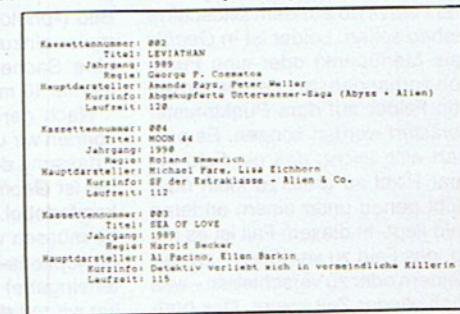 Kassettennummer: 002
Titel: LEVIATHAN
Jahrgang: 1989
Regie: George P. Cosmatos
Hauptdarsteller: Amanda Pays, Peter Weller
Kurzinfo: Abgekupferte Unterwasser-Saga (Abyss + Alien)
Laufzeit: 120
Kassettennummer: 004
Titel: MOON 44
Jahrgang: 1990
Regie: Roland Emmerich
Hauptdarsteller: Michael Pare, Lisa Eichhorn
Kurzinfo: SF der Extraklasse - Alien & Co.
Laufzeit: 112
Kassettennummer: 003
Titel: SEA OF LOVE
Jahrgang: 1989
Regie: Harold Becker
Hauptdarsteller: Al Pacino, Ellen Barkin
Kurzinfo: Detektiv verliebt sich in vermeindliche Killerin